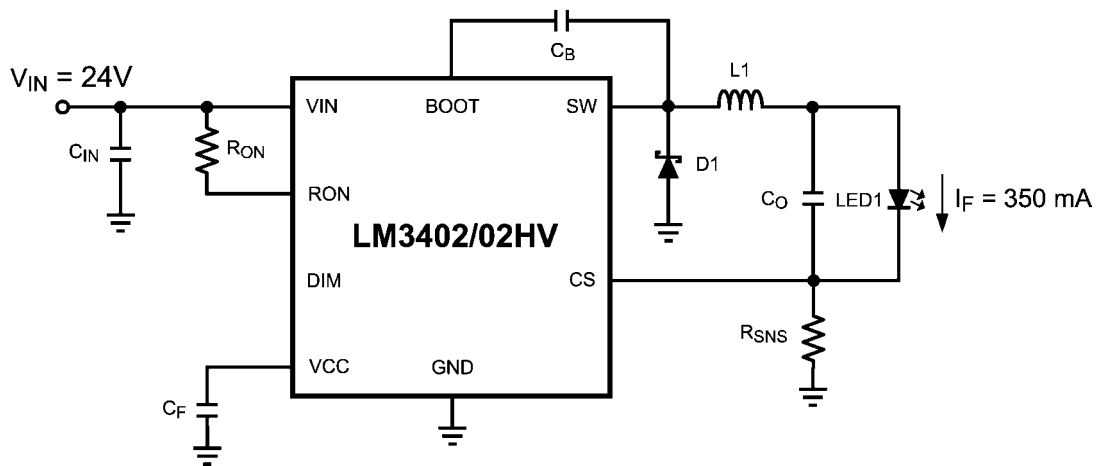 C_B
L1
V_IN = 24V
VIN
BOOT
SW
C_IN
R_ON
D1
RON
C_O
LED1
I_F = 350 mA
LM3402/02HV
DIM
CS
R_SNS
VCC
GND
C_F